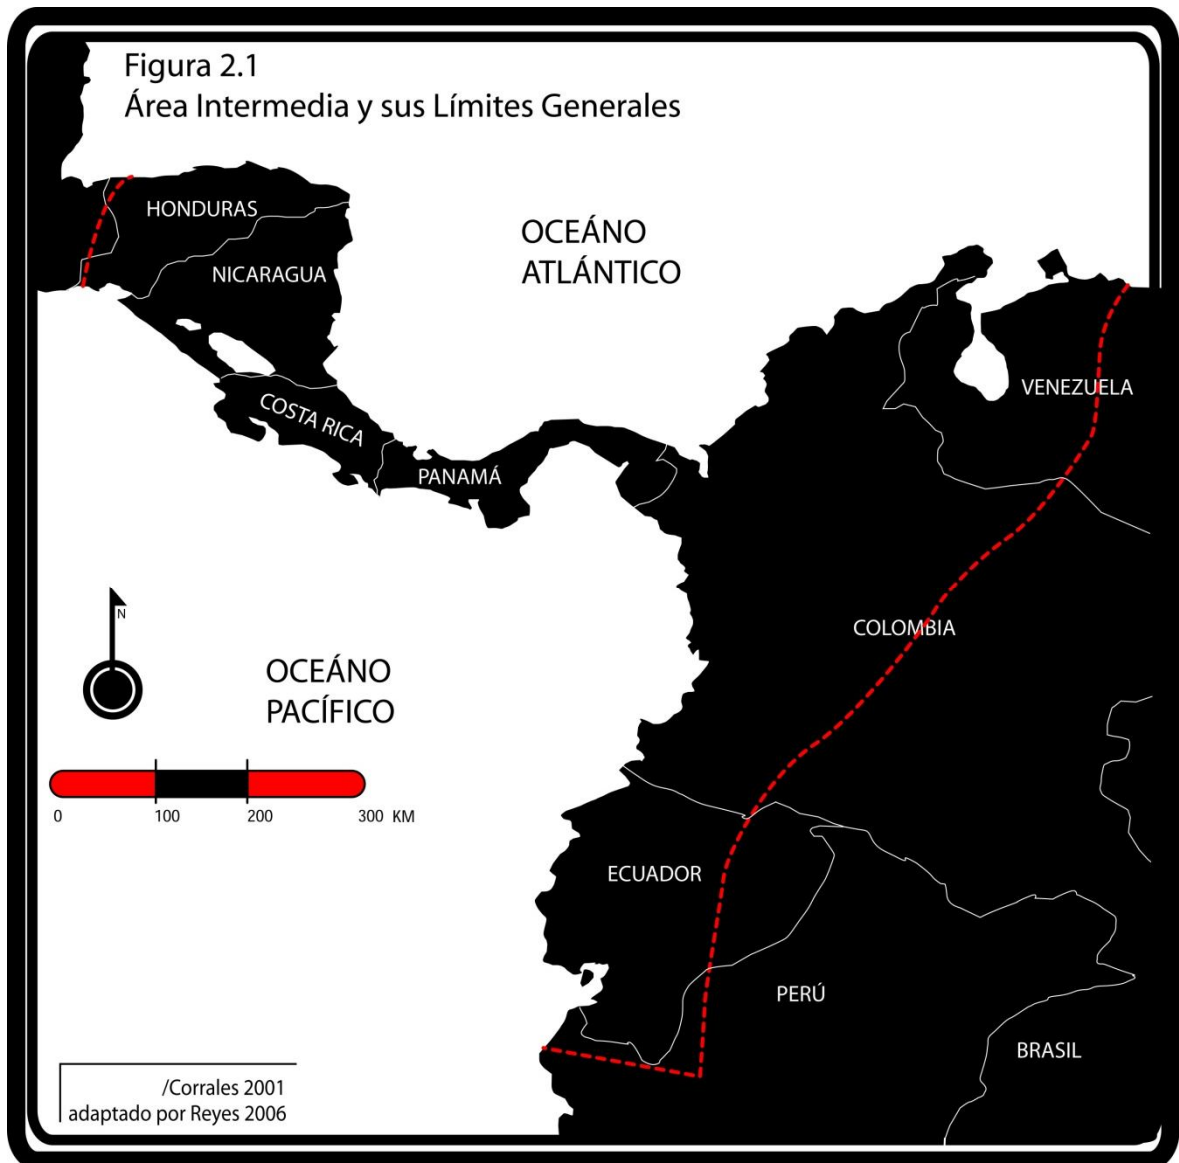 Figura 2.1
Área Intermedia y sus Límites Generales
HONDURAS
OCEÁNO
ATLÁNTICO
NICARAGUA
VENEZUELA
COSTA RICA
PANAMÁ
N
COLOMBIA
OCEÁNO
PACÍFICO
0 100 200 300 KM
ECUADOR
PERÚ
BRASIL
/Corrales 2001
adaptado por Reyes 2006